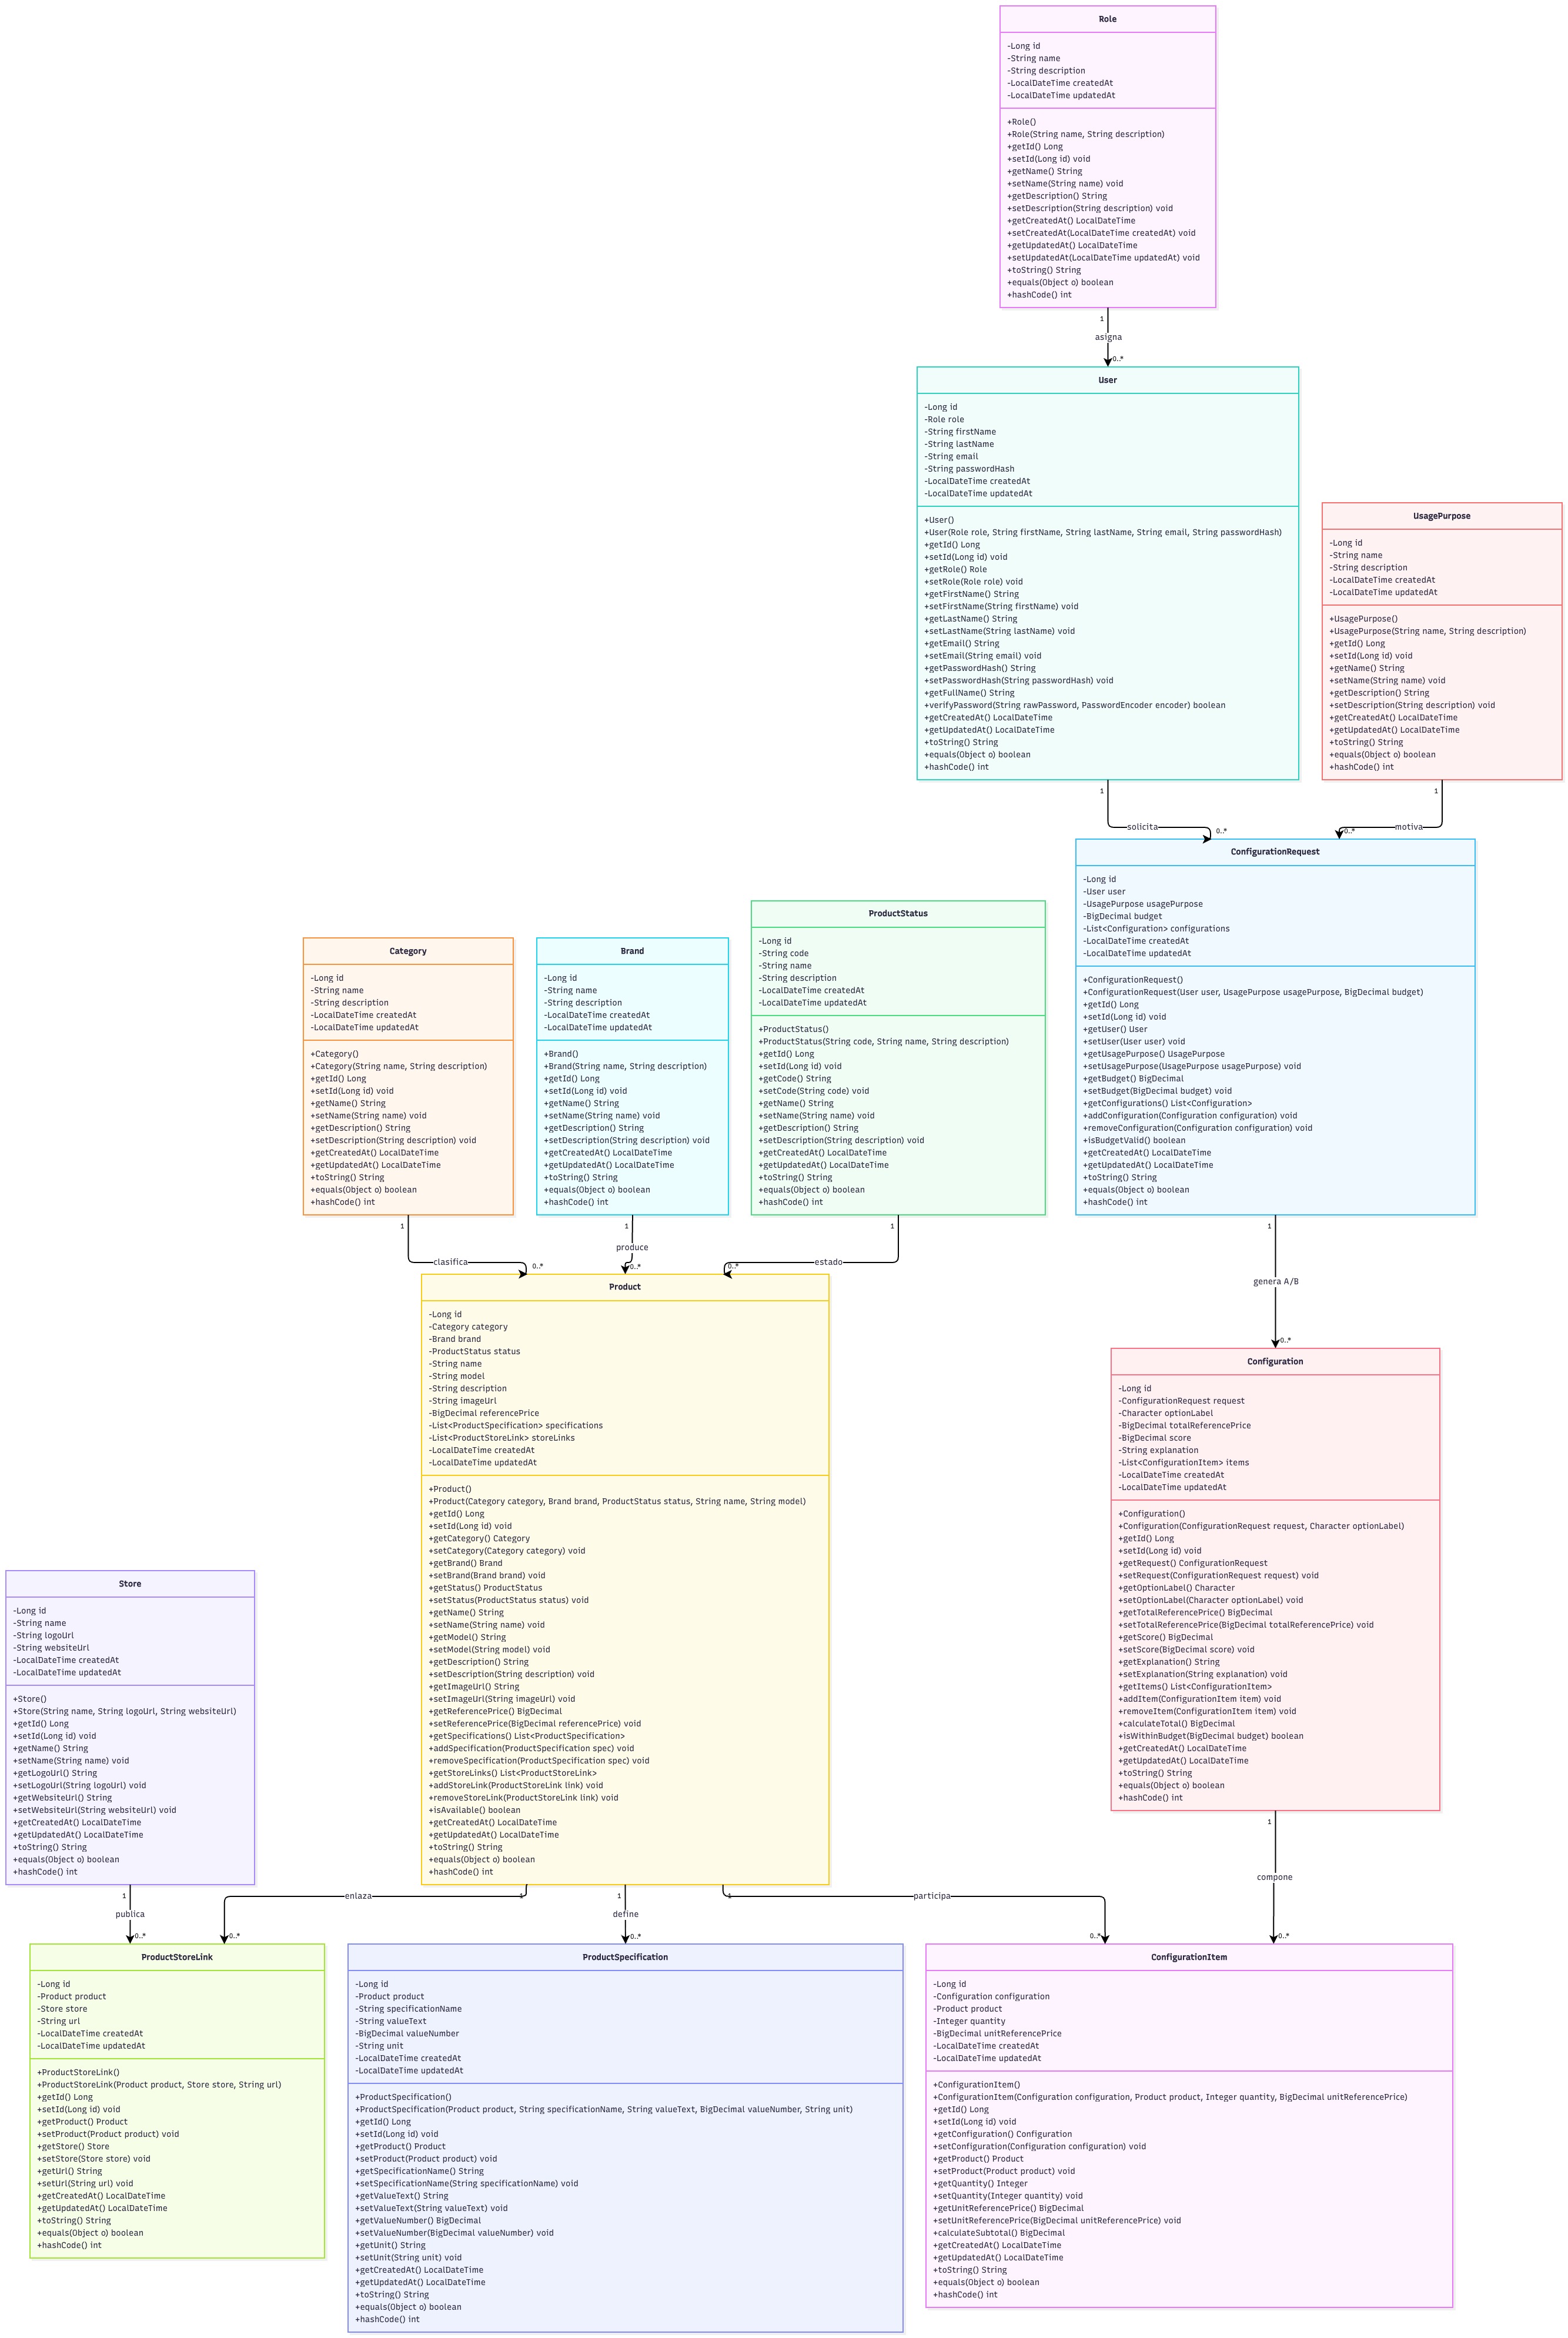 Role
-Long id
-String name
-String description
-LocalDateTime createdAt
-LocalDateTime updatedAt
+Role()
+Role(String name, String description)
+getId() Long
+setId(Long id) void
+getName() String
+setName(String name) void
+getDescription() String
+setDescription(String description) void
+getCreatedAt() LocalDateTime
+setCreatedAt(LocalDateTime createdAt) void
+getUpdatedAt() LocalDateTime
+setUpdatedAt(LocalDateTime updatedAt) void
+toString() String
+equals(Object o) boolean
+hashCode() int
1
asigna
0..*
User
-Long id
-Role role
-String firstName
-String lastName
-String email
-String passwordHash
-LocalDateTime createdAt
-LocalDateTime updatedAt
+User()
+User(Role role, String firstName, String lastName, String email, String passwordHash)
+getId() Long
+setId(Long id) void
+getRole() Role
+setRole(Role role) void
+getFirstName() String
+setFirstName(String firstName) void
+getLastName() String
+setLastName(String lastName) void
+getEmail() String
+setEmail(String email) void
+getPasswordHash() String
+setPasswordHash(String passwordHash) void
+getFullName() String
+verifyPassword(String rawPassword, PasswordEncoder encoder) boolean
+getCreatedAt() LocalDateTime
+getUpdatedAt() LocalDateTime
+toString() String
+equals(Object o) boolean
+hashCode() int
UsagePurpose
-Long id
-String name
-String description
-LocalDateTime createdAt
-LocalDateTime updatedAt
+UsagePurpose()
+UsagePurpose(String name, String description)
+getId() Long
+setId(Long id) void
+getName() String
+setName(String name) void
+getDescription() String
+setDescription(String description) void
+getCreatedAt() LocalDateTime
+getUpdatedAt() LocalDateTime
+toString() String
+equals(Object o) boolean
+hashCode() int
1
solicita
0..*
1
motiva
0..*
ConfigurationRequest
-Long id
-User user
-UsagePurpose usagePurpose
-BigDecimal budget
-List<Configuration> configurations
-LocalDateTime createdAt
-LocalDateTime updatedAt
+ConfigurationRequest()
+ConfigurationRequest(User user, UsagePurpose usagePurpose, BigDecimal budget)
+getId() Long
+setId(Long id) void
+getUser() User
+setUser(User user) void
+getUsagePurpose() UsagePurpose
+setUsagePurpose(UsagePurpose usagePurpose) void
+getBudget() BigDecimal
+setBudget(BigDecimal budget) void
+getConfigurations() List<Configuration>
+addConfiguration(Configuration configuration) void
+removeConfiguration(Configuration configuration) void
+isBudgetValid() boolean
+getCreatedAt() LocalDateTime
+getUpdatedAt() LocalDateTime
+toString() String
+equals(Object o) boolean
+hashCode() int
Category
-Long id
-String name
-String description
-LocalDateTime createdAt
-LocalDateTime updatedAt
+Category()
+Category(String name, String description)
+getId() Long
+setId(Long id) void
+getName() String
+setName(String name) void
+getDescription() String
+setDescription(String description) void
+getCreatedAt() LocalDateTime
+getUpdatedAt() LocalDateTime
+toString() String
+equals(Object o) boolean
+hashCode() int
Brand
-Long id
-String name
-String description
-LocalDateTime createdAt
-LocalDateTime updatedAt
+Brand()
+Brand(String name, String description)
+getId() Long
+setId(Long id) void
+getName() String
+setName(String name) void
+getDescription() String
+setDescription(String description) void
+getCreatedAt() LocalDateTime
+getUpdatedAt() LocalDateTime
+toString() String
+equals(Object o) boolean
+hashCode() int
ProductStatus
-Long id
-String code
-String name
-String description
-LocalDateTime createdAt
-LocalDateTime updatedAt
+ProductStatus()
+ProductStatus(String code, String name, String description)
+getId() Long
+setId(Long id) void
+getCode() String
+setCode(String code) void
+getName() String
+setName(String name) void
+getDescription() String
+setDescription(String description) void
+getCreatedAt() LocalDateTime
+getUpdatedAt() LocalDateTime
+toString() String
+equals(Object o) boolean
+hashCode() int
1
clasifica
0..*
1
produce
0..*
1
estado
0..*
1
genera A/B
0..*
Product
-Long id
-Category category
-Brand brand
-ProductStatus status
-String name
-String model
-String description
-String imageUrl
-BigDecimal referencePrice
-List<ProductSpecification> specifications
-List<ProductStoreLink> storeLinks
-LocalDateTime createdAt
-LocalDateTime updatedAt
+Product()
+Product(Category category, Brand brand, ProductStatus status, String name, String model)
+getId() Long
+setId(Long id) void
+getCategory() Category
+setCategory(Category category) void
+getBrand() Brand
+setBrand(Brand brand) void
+getStatus() ProductStatus
+setStatus(ProductStatus status) void
+getName() String
+setName(String name) void
+getModel() String
+setModel(String model) void
+getDescription() String
+setDescription(String description) void
+getImageUrl() String
+setImageUrl(String imageUrl) void
+getReferencePrice() BigDecimal
+setReferencePrice(BigDecimal referencePrice) void
+getSpecifications() List<ProductSpecification>
+addSpecification(ProductSpecification spec) void
+removeSpecification(ProductSpecification spec) void
+getStoreLinks() List<ProductStoreLink>
+addStoreLink(ProductStoreLink link) void
+removeStoreLink(ProductStoreLink link) void
+isAvailable() boolean
+getCreatedAt() LocalDateTime
+getUpdatedAt() LocalDateTime
+toString() String
+equals(Object o) boolean
+hashCode() int
Configuration
-Long id
-ConfigurationRequest request
-Character optionLabel
-BigDecimal totalReferencePrice
-BigDecimal score
-String explanation
-List<ConfigurationItem> items
-LocalDateTime createdAt
-LocalDateTime updatedAt
+Configuration()
+Configuration(ConfigurationRequest request, Character optionLabel)
+getId() Long
+setId(Long id) void
+getRequest() ConfigurationRequest
+setRequest(ConfigurationRequest request) void
+getOptionLabel() Character
+setOptionLabel(Character optionLabel) void
+getTotalReferencePrice() BigDecimal
+setTotalReferencePrice(BigDecimal totalReferencePrice) void
+getScore() BigDecimal
+setScore(BigDecimal score) void
+getExplanation() String
+setExplanation(String explanation) void
+getItems() List<ConfigurationItem>
+addItem(ConfigurationItem item) void
+removeItem(ConfigurationItem item) void
+calculateTotal() BigDecimal
+isWithinBudget(BigDecimal budget) boolean
+getCreatedAt() LocalDateTime
+getUpdatedAt() LocalDateTime
+toString() String
+equals(Object o) boolean
+hashCode() int
Store
-Long id
-String name
-String logoUrl
-String websiteUrl
-LocalDateTime createdAt
-LocalDateTime updatedAt
+Store()
+Store(String name, String logoUrl, String websiteUrl)
+getId() Long
+setId(Long id) void
+getName() String
+setName(String name) void
+getLogoUrl() String
+setLogoUrl(String logoUrl) void
+getWebsiteUrl() String
+setWebsiteUrl(String websiteUrl) void
+getCreatedAt() LocalDateTime
+getUpdatedAt() LocalDateTime
+toString() String
+equals(Object o) boolean
+hashCode() int
1
publica
0..*
1
enlaza
0..*
1
define
0..*
1
participa
0..*
1
compone
0..*
ProductStoreLink
-Long id
-Product product
-Store store
-String url
-LocalDateTime createdAt
-LocalDateTime updatedAt
+ProductStoreLink()
+ProductStoreLink(Product product, Store store, String url)
+getId() Long
+setId(Long id) void
+getProduct() Product
+setProduct(Product product) void
+getStore() Store
+setStore(Store store) void
+getUrl() String
+setUrl(String url) void
+getCreatedAt() LocalDateTime
+getUpdatedAt() LocalDateTime
+toString() String
+equals(Object o) boolean
+hashCode() int
ProductSpecification
-Long id
-Product product
-String specificationName
-String valueText
-BigDecimal valueNumber
-String unit
-LocalDateTime createdAt
-LocalDateTime updatedAt
+ProductSpecification()
+ProductSpecification(Product product, String specificationName, String valueText, BigDecimal valueNumber, String unit)
+getId() Long
+setId(Long id) void
+getProduct() Product
+setProduct(Product product) void
+getSpecificationName() String
+setSpecificationName(String specificationName) void
+getValueText() String
+setValueText(String valueText) void
+getValueNumber() BigDecimal
+setValueNumber(BigDecimal valueNumber) void
+getUnit() String
+setUnit(String unit) void
+getCreatedAt() LocalDateTime
+getUpdatedAt() LocalDateTime
+toString() String
+equals(Object o) boolean
+hashCode() int
ConfigurationItem
-Long id
-Configuration configuration
-Product product
-Integer quantity
-BigDecimal unitReferencePrice
-LocalDateTime createdAt
-LocalDateTime updatedAt
+ConfigurationItem()
+ConfigurationItem(Configuration configuration, Product product, Integer quantity, BigDecimal unitReferencePrice)
+getId() Long
+setId(Long id) void
+getConfiguration() Configuration
+setConfiguration(Configuration configuration) void
+getProduct() Product
+setProduct(Product product) void
+getQuantity() Integer
+setQuantity(Integer quantity) void
+getUnitReferencePrice() BigDecimal
+setUnitReferencePrice(BigDecimal unitReferencePrice) void
+calculateSubtotal() BigDecimal
+getCreatedAt() LocalDateTime
+getUpdatedAt() LocalDateTime
+toString() String
+equals(Object o) boolean
+hashCode() int